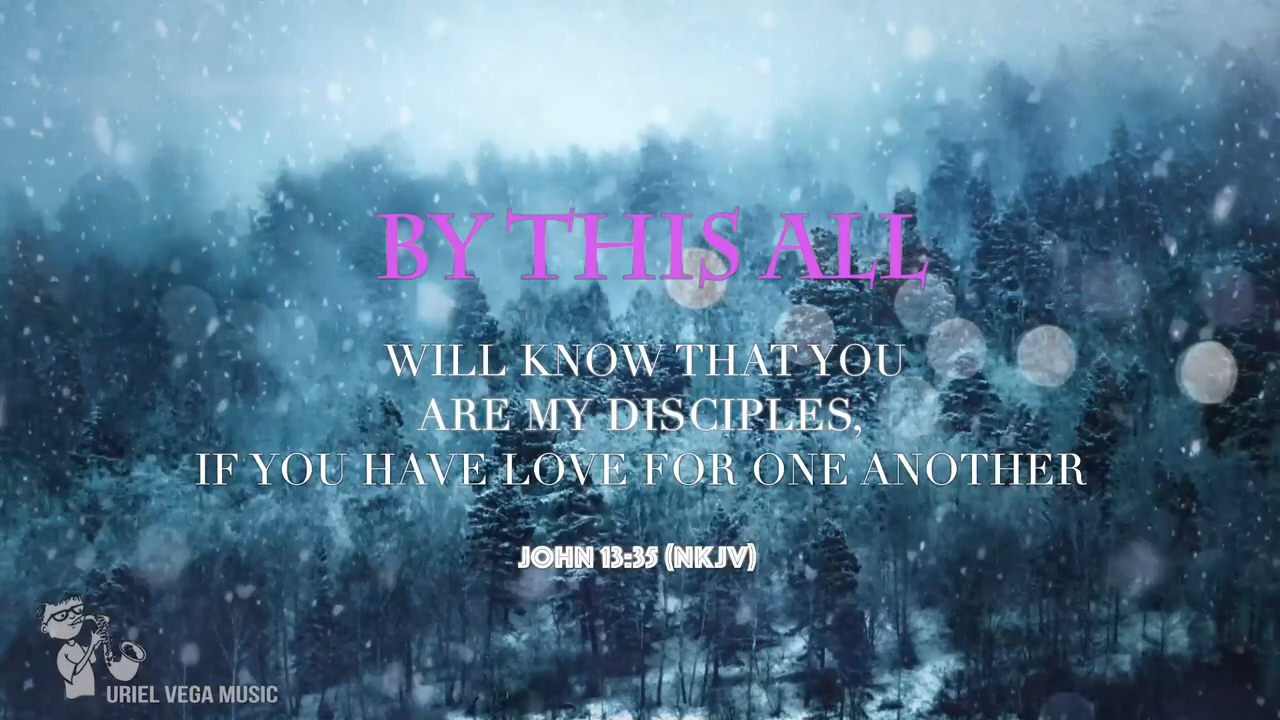 BY THIS ALL
WILL KNOW THAT YOU
ARE MY DISCIPLES,
IF YOU HAVE LOVE FOR ONE ANOTHER
JOHN 13:35 (NKJV)
URIEL VEGA MUSIC